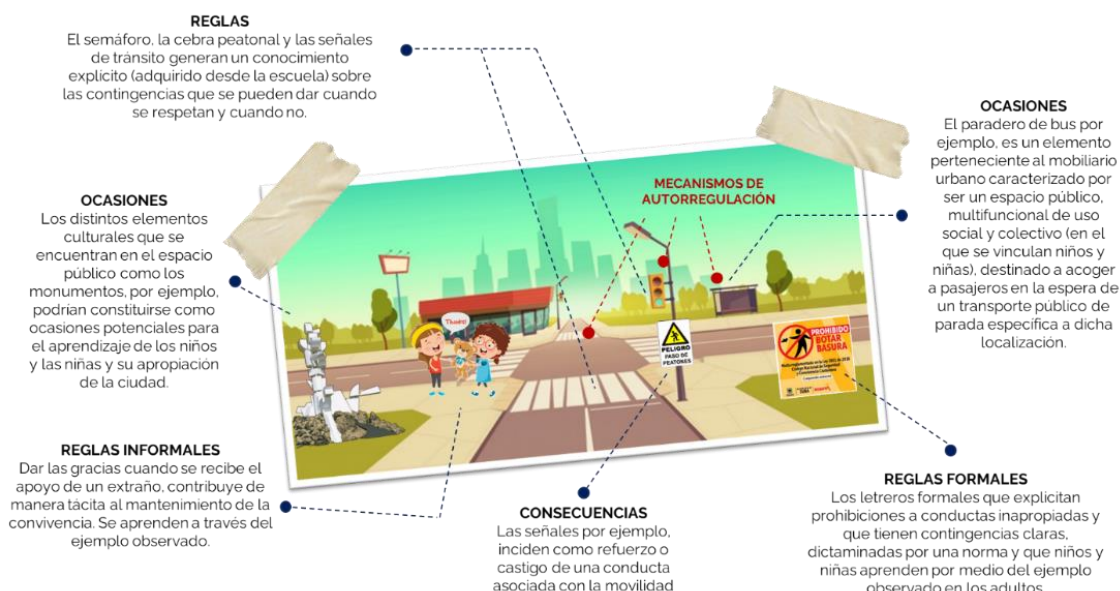 REGLAS
El semáforo, la cebra peatonal y las señales
de tránsito generan un conocimiento
explícito (adquirido desde la escuela) sobre
las contingencias que se pueden dar cuando
se respetan y cuando no.
OCASIONES
Los distintos elementos
culturales que se
encuentran en el espacio
público como los
monumentos, por ejemplo,
podrían constituirse como
ocasiones potenciales para
el aprendizaje de los niños
y las niñas y su apropiación
de la ciudad.
REGLAS INFORMALES
Dar las gracias cuando se recibe el
apoyo de un extraño, contribuye de
manera tácita al mantenimiento de la
convivencia. Se aprenden a través del
ejemplo observado.
MECANISMOS DE
AUTORREGULACIÓN
PELIGRO
PASO DE
PEATONES
PROHIBIDO
BOTAR
BASURA
OCASIONES
El paradero de bus por
ejemplo, es un elemento
perteneciente al mobiliario
urbano caracterizado por
ser un espacio público,
multifuncional de uso
social y colectivo (en el
que se vinculan niños y
niñas), destinado a acoger
a pasajeros en la espera de
un transporte público de
parada específica a dicha
localización.
CONSECUENCIAS
Las señales por ejemplo,
inciden como refuerzo o
castigo de una conducta
asociada con la movilidad
REGLAS FORMALES
Los letreros formales que explicitan
prohibiciones a conductas inapropiadas y
que tienen contingencias claras,
dictaminadas por una norma y que niños y
niñas aprenden por medio del ejemplo
observado en los adultos